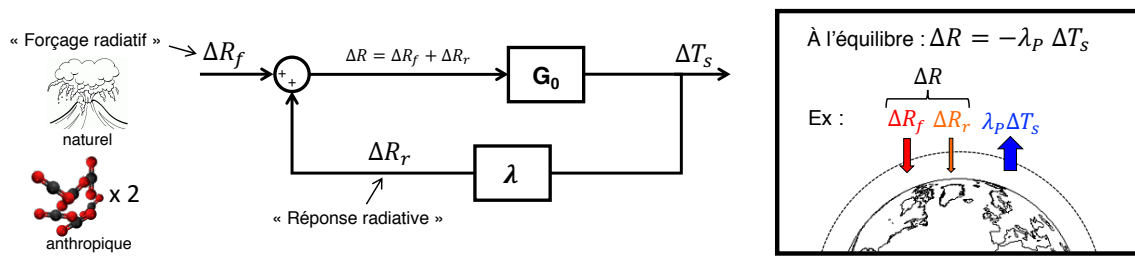 « Forçage radiatif »
ΔR_f
ΔR = ΔR_f + ΔR_r
G_0
ΔT_s
naturel
ΔR_r
λ
x 2
« Réponse radiative »
anthropique
À l’équilibre : ΔR = −λ_P ΔT_s
ΔR
Ex : ΔR_f ΔR_r λ_P ΔT_s